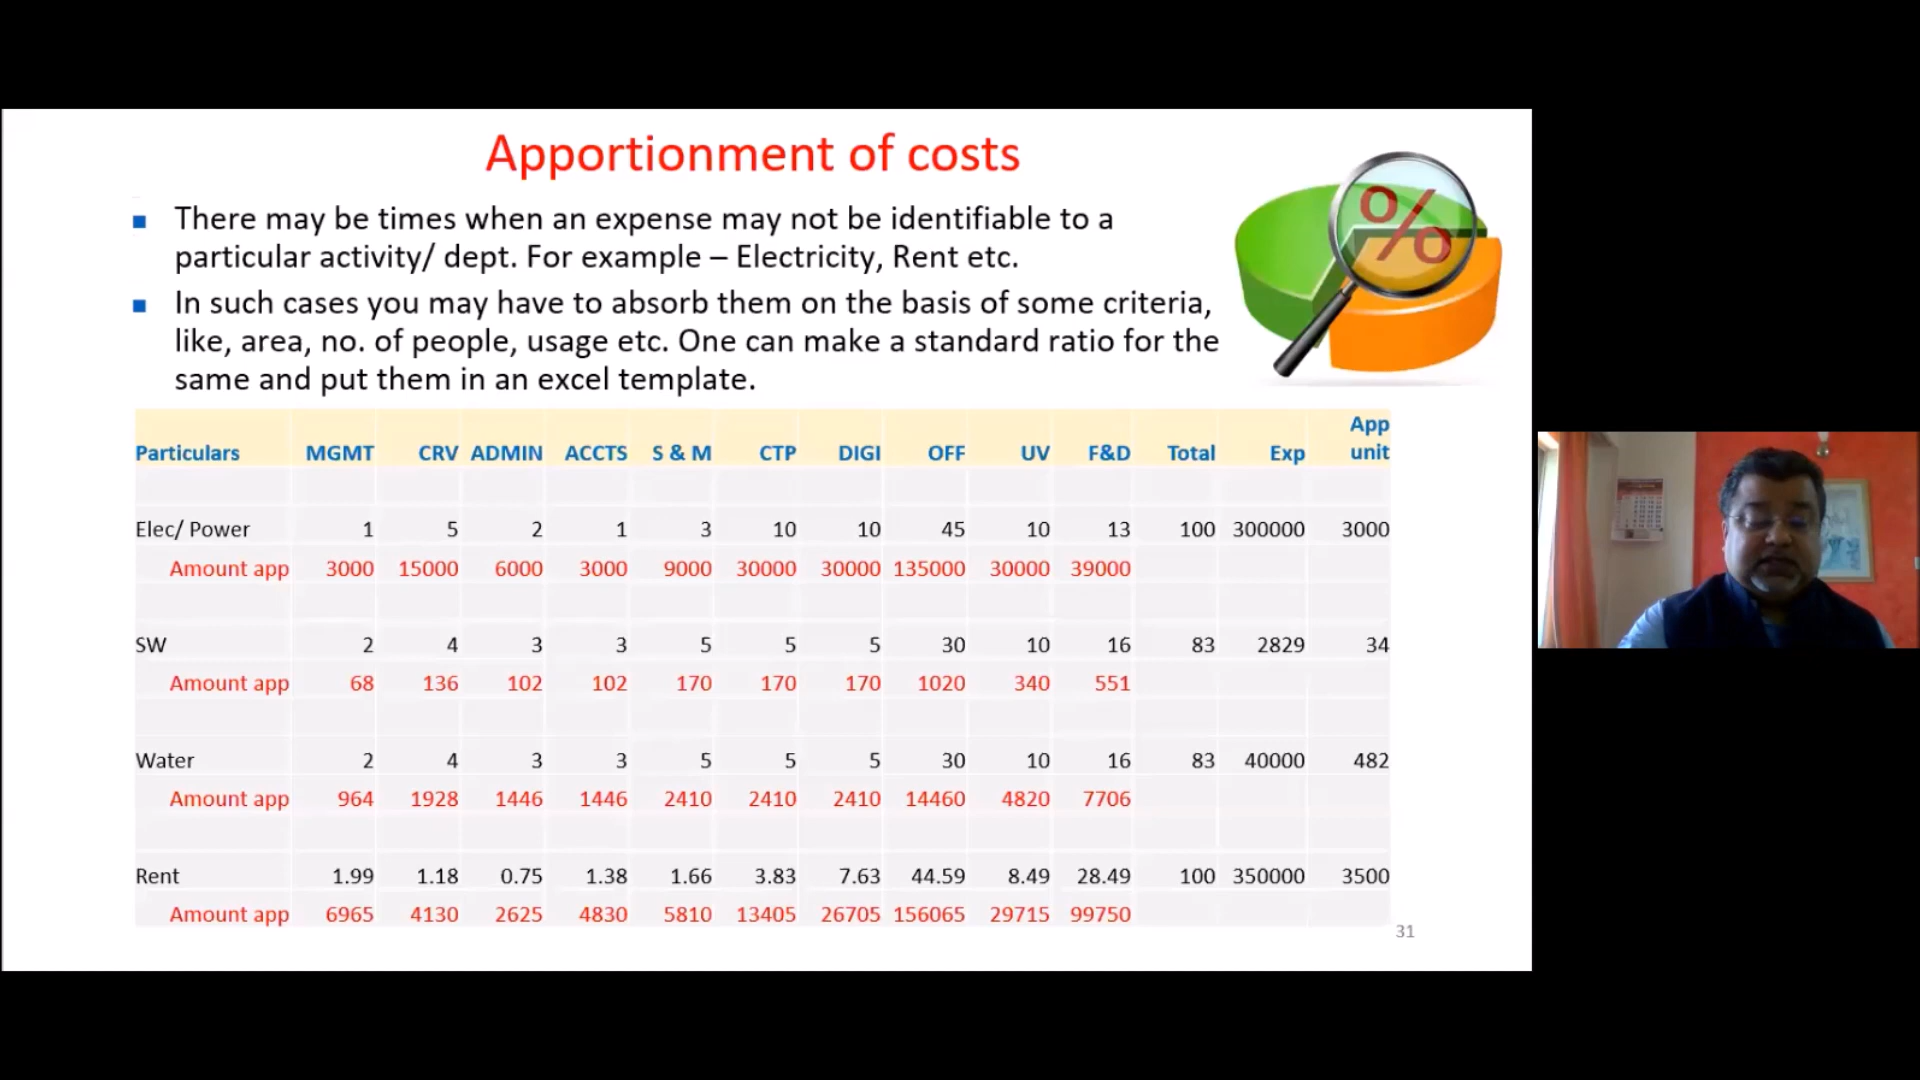 Apportionment of costs
There may be times when an expense may not be identifiable to a
particular activity/ dept. For example – Electricity, Rent etc.
In such cases you may have to absorb them on the basis of some criteria,
like, area, no. of people, usage etc. One can make a standard ratio for the
same and put them in an excel template.
%
Particulars MGMT CRV ADMIN ACCTS S & M CTP DIGI OFF UV F&D Total Exp App unit
Elec/ Power 1 5 2 1 3 10 10 45 10 13 100 300000 3000
Amount app 3000 15000 6000 3000 9000 30000 30000 135000 30000 39000
SW 2 4 3 3 5 5 5 30 10 16 83 2829 34
Amount app 68 136 102 102 170 170 170 1020 340 551
Water 2 4 3 3 5 5 5 30 10 16 83 40000 482
Amount app 964 1928 1446 1446 2410 2410 2410 14460 4820 7706
Rent 1.99 1.18 0.75 1.38 1.66 3.83 7.63 44.59 8.49 28.49 100 350000 3500
Amount app 6965 4130 2625 4830 5810 13405 26705 156065 29715 99750
31